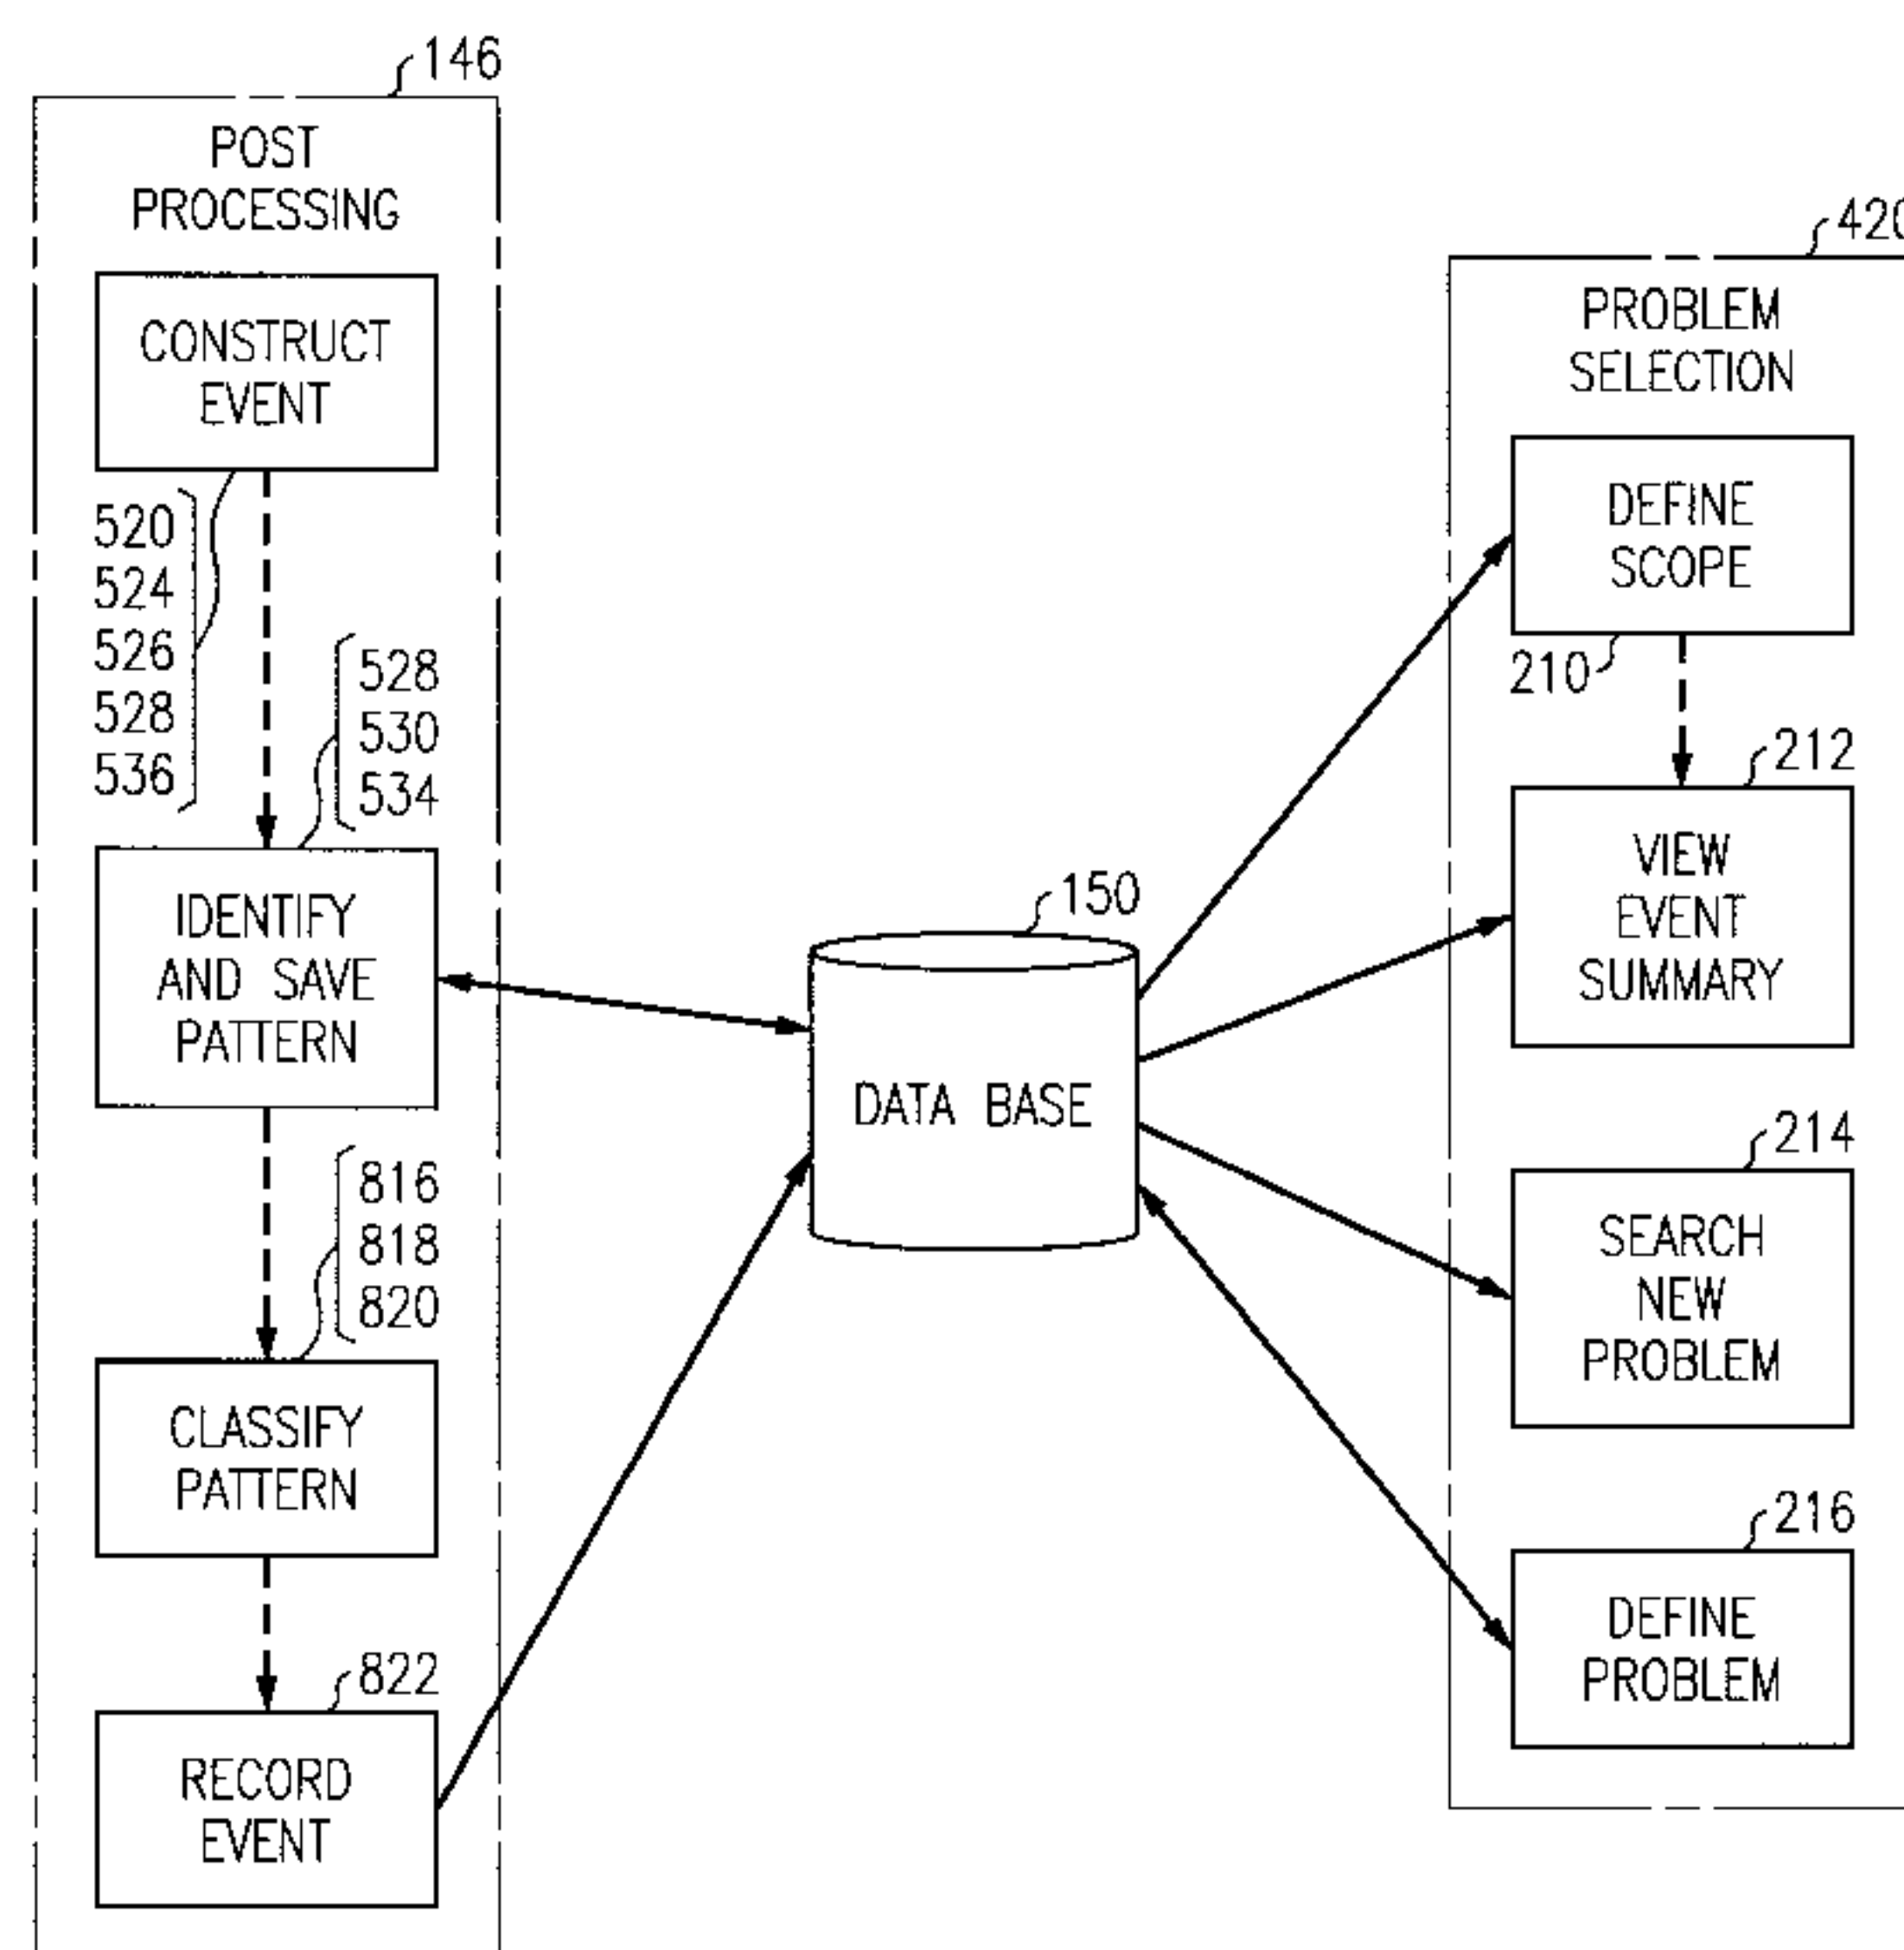 146
POST
PROCESSING
CONSTRUCT
EVENT
520
524
526
528
536
528
530
534
IDENTIFY
AND SAVE
PATTERN
816
818
820
CLASSIFY
PATTERN
822
RECORD
EVENT
150
DATA BASE
420
PROBLEM
SELECTION
DEFINE
SCOPE
210
212
VIEW
EVENT
SUMMARY
214
SEARCH
NEW
PROBLEM
216
DEFINE
PROBLEM